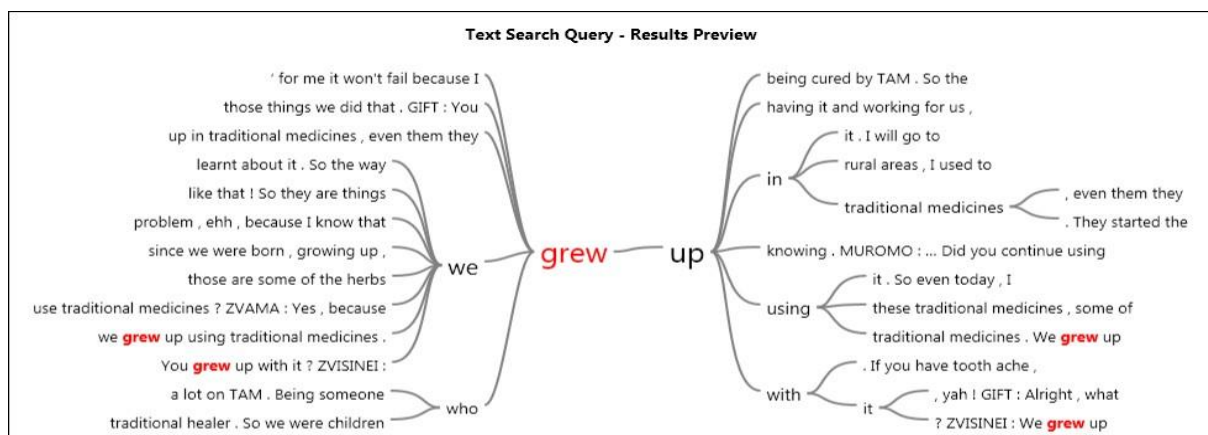 Text Search Query - Results Preview
' for me it won't fail because I
those things we did that . GIFT : You
up in traditional medicines , even them they
learnt about it . So the way
like that ! So they are things
problem , ehh , because I know that
since we were born , growing up ,
those are some of the herbs
use traditional medicines ? ZVAMA : Yes , because
we grew up using traditional medicines .
You grew up with it ? ZVISINEI :
we
a lot on TAM . Being someone
traditional healer . So we were children
who
grew
up
being cured by TAM . So the
having it and working for us ,
in
it . I will go to
rural areas , I used to
traditional medicines
, even them they
. They started the
knowing . MUROMO : ... Did you continue using
using
it . So even today , I
these traditional medicines , some of
traditional medicines . We grew up
with
. If you have tooth ache ,
it
, yah ! GIFT : Alright , what
? ZVISINEI : We grew up